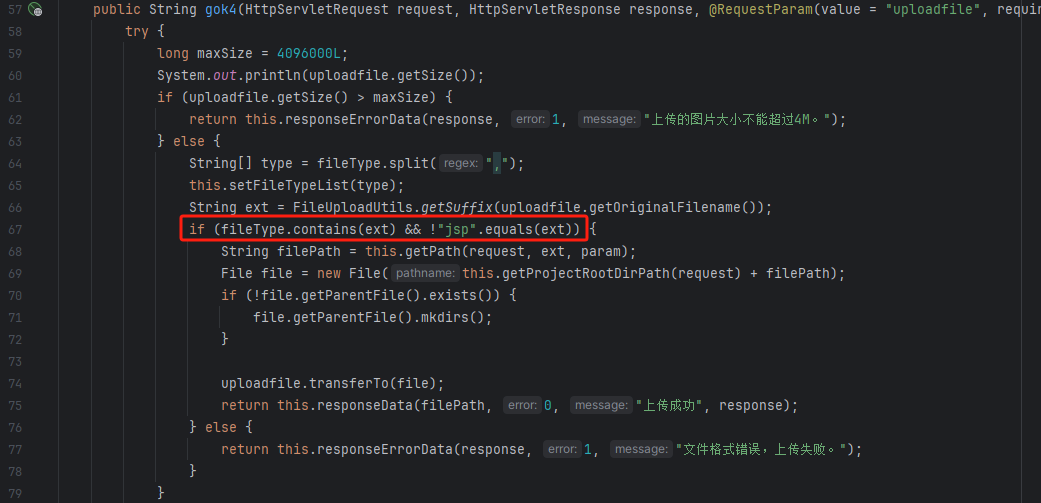 57 public String gok4(HttpServletRequest request, HttpServletResponse response, @RequestParam(value = "uploadfile", requir
58 try {
59 long maxSize = 4096000L;
60 System.out.println(uploadfile.getSize());
61 if (uploadfile.getSize() > maxSize) {
62 return this.responseErrorData(response, error: 1, message: "上传的图片大小不能超过4M。");
63 } else {
64 String[] type = fileType.split( regex: ",");
65 this.setFileTypeList(type);
66 String ext = FileUploadUtils.getSuffix(uploadfile.getOriginalFilename());
67 if (fileType.contains(ext) && !"jsp".equals(ext)) {
68 String filePath = this.getPath(request, ext, param);
69 File file = new File( pathname: this.getProjectRootDirPath(request) + filePath);
70 if (!file.getParentFile().exists()) {
71 file.getParentFile().mkdirs();
72 }
73
74 uploadfile.transferTo(file);
75 return this.responseData(filePath, error: 0, message: "上传成功", response);
76 } else {
77 return this.responseErrorData(response, error: 1, message: "文件格式错误，上传失败。");
78 }
79 }